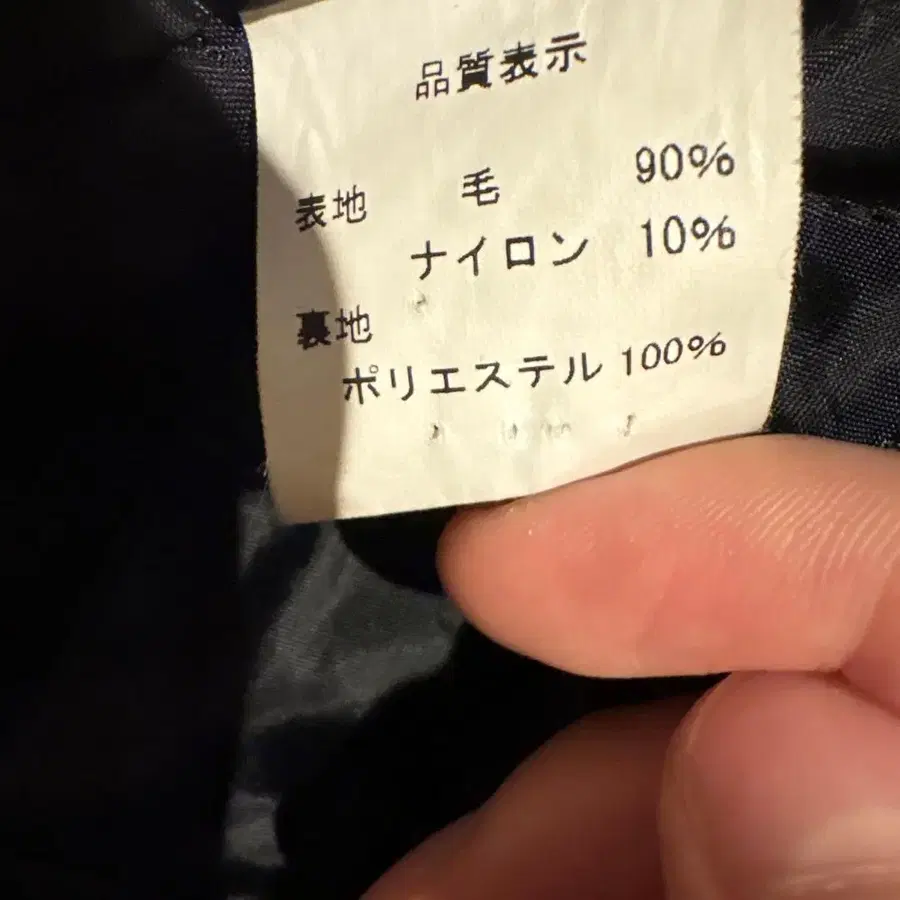 品質表示
表地 毛 90%
ナイロン 10%
裏地
ポリエステル 100%